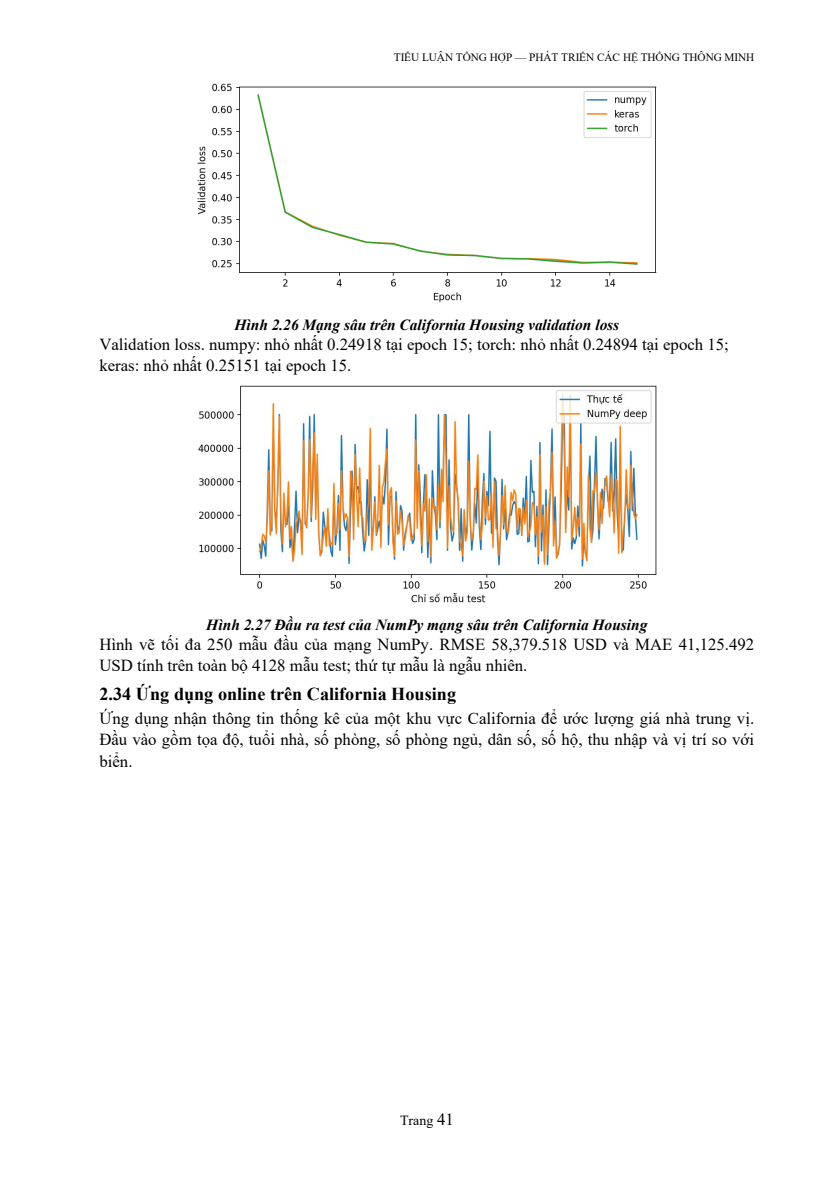 TIỂU LUẬN TỔNG HỢP — PHÁT TRIỂN CÁC HỆ THỐNG THÔNG MINH
0.65
0.60
0.55
0.50
0.45
0.40
0.35
0.30
0.25
Validation loss
numpy
keras
torch
2 4 6 8 10 12 14
Epoch
Hình 2.26 Mạng sâu trên California Housing validation loss
Validation loss. numpy: nhỏ nhất 0.24918 tại epoch 15; torch: nhỏ nhất 0.24894 tại epoch 15;
keras: nhỏ nhất 0.25151 tại epoch 15.
500000
400000
300000
200000
100000
Thực tế
NumPy deep
0 50 100 150 200 250
Chỉ số mẫu test
Hình 2.27 Đầu ra test của NumPy mạng sâu trên California Housing
Hình vẽ tối đa 250 mẫu đầu của mạng NumPy. RMSE 58,379.518 USD và MAE 41,125.492
USD tính trên toàn bộ 4128 mẫu test; thứ tự mẫu là ngẫu nhiên.
2.34 Ứng dụng online trên California Housing
Ứng dụng nhận thông tin thống kê của một khu vực California để ước lượng giá nhà trung vị.
Đầu vào gồm tọa độ, tuổi nhà, số phòng, số phòng ngủ, dân số, số hộ, thu nhập và vị trí so với
biển.
Trang 41